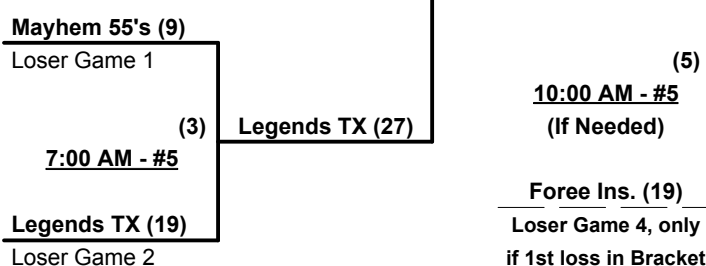 Mayhem 55's (9)
Loser Game 1
(3)
7:00 AM - #5
Legends TX (27)
Legends TX (19)
Loser Game 2
(5)
10:00 AM - #5
(If Needed)
Foree Ins. (19)
Loser Game 4, only
if 1st loss in Bracket